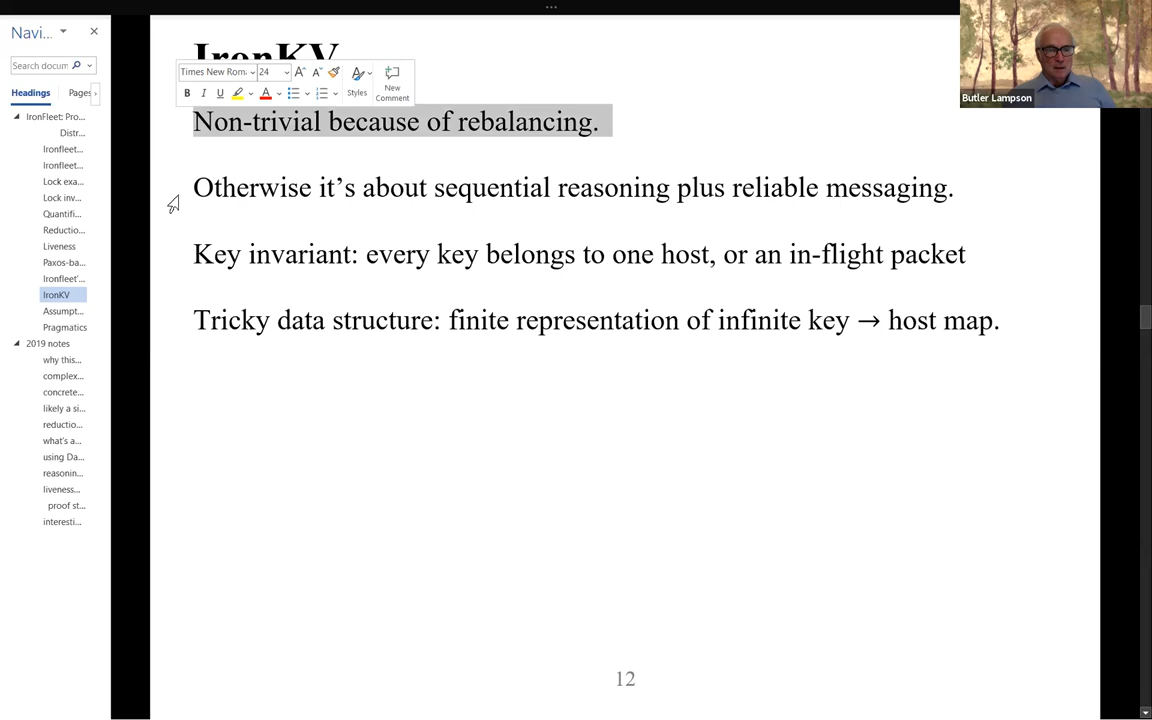 Navi...
Search docum
Headings
Pages
IronFleet: Pro...
Distr...
Ironfleet...
Ironfleet...
Lock exa...
Lock inv...
Quantifi...
Reductio...
Liveness
Paxos-ba...
Ironfleet'...
IronKV
Assumpt...
Pragmatics
2019 notes
why this...
complex...
concrete...
likely a si...
reductio...
what's a...
using Da...
reasonin...
liveness...
proof st...
interesti...
IronKV
Times New Roma
24
A
A
B
I
U
A
Styles
New
Comment
Non-trivial because of rebalancing.
Otherwise it’s about sequential reasoning plus reliable messaging.
Key invariant: every key belongs to one host, or an in-flight packet
Tricky data structure: finite representation of infinite key → host map.
12
Butler Lampson